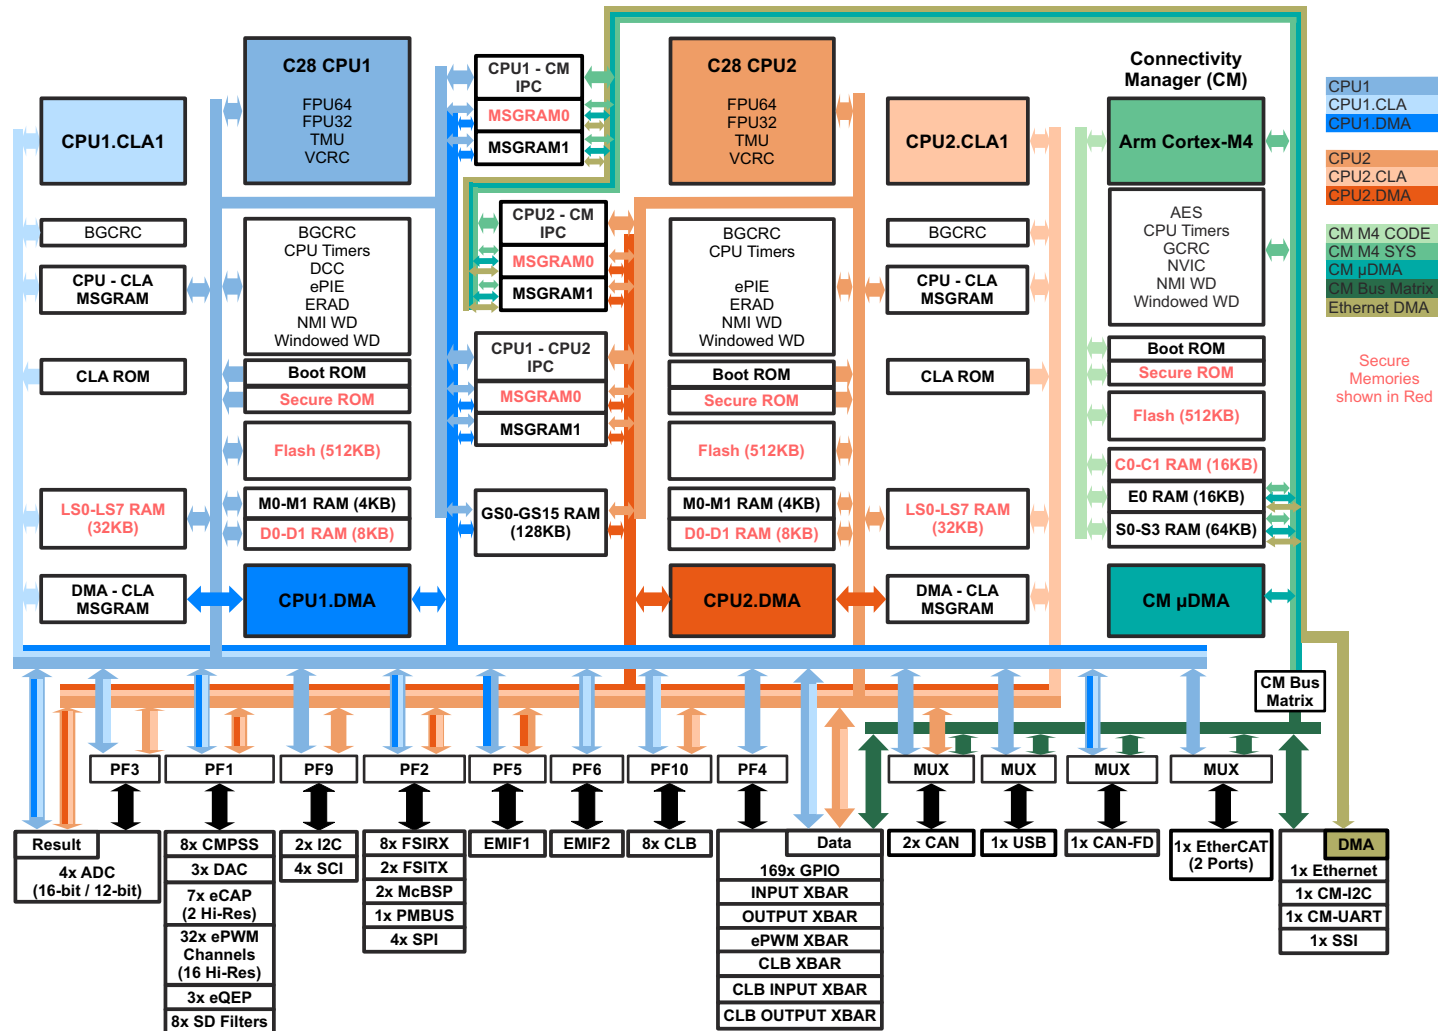 C28 CPU1
FPU64
FPU32
TMU
VCRC
CPU1.CLA1
BGCRC
CPU - CLA
MSGRAM
CLA ROM
LS0-LS7 RAM
(32KB)
DMA - CLA
MSGRAM
BGCRC
CPU Timers
DCC
ePIE
ERAD
NMI WD
Windowed WD
Boot ROM
Secure ROM
Flash (512KB)
M0-M1 RAM (4KB)
D0-D1 RAM (8KB)
CPU1.DMA
CPU1 - CM
IPC
MSGRAM0
MSGRAM1
CPU2 - CM
IPC
MSGRAM0
MSGRAM1
CPU1 - CPU2
IPC
MSGRAM0
MSGRAM1
GS0-GS15 RAM
(128KB)
C28 CPU2
FPU64
FPU32
TMU
VCRC
BGCRC
CPU Timers
ePIE
ERAD
NMI WD
Windowed WD
Boot ROM
Secure ROM
Flash (512KB)
M0-M1 RAM (4KB)
D0-D1 RAM (8KB)
CPU2.DMA
CPU2.CLA1
BGCRC
CPU - CLA
MSGRAM
CLA ROM
LS0-LS7 RAM
(32KB)
DMA - CLA
MSGRAM
Connectivity
Manager (CM)
Arm Cortex-M4
AES
CPU Timers
GCRC
NVIC
NMI WD
Windowed WD
Boot ROM
Secure ROM
Flash (512KB)
C0-C1 RAM (16KB)
E0 RAM (16KB)
S0-S3 RAM (64KB)
CM μDMA
CPU1
CPU1.CLA
CPU1.DMA
CPU2
CPU2.CLA
CPU2.DMA
CM M4 CODE
CM M4 SYS
CM μDMA
CM Bus Matrix
Ethernet DMA
Secure
Memories
shown in Red
CM Bus
Matrix
PF3
PF1
PF9
PF2
PF5
PF6
PF10
PF4
MUX
MUX
MUX
MUX
Result
4x ADC
(16-bit / 12-bit)
8x CMPSS
3x DAC
7x eCAP
(2 Hi-Res)
32x ePWM
Channels
(16 Hi-Res)
3x eQEP
8x SD Filters
2x I2C
4x SCI
8x FSIRX
2x FSITX
2x McBSP
1x PMBUS
4x SPI
EMIF1
EMIF2
8x CLB
Data
169x GPIO
INPUT XBAR
OUTPUT XBAR
ePWM XBAR
CLB XBAR
CLB INPUT XBAR
CLB OUTPUT XBAR
2x CAN
1x USB
1x CAN-FD
1x EtherCAT
(2 Ports)
DMA
1x Ethernet
1x CM-I2C
1x CM-UART
1x SSI